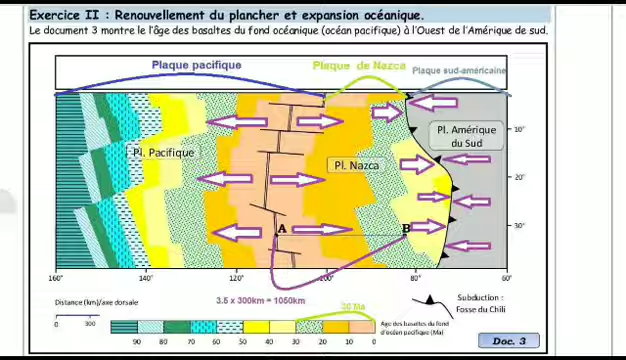 Exercice II : Renouvellement du plancher et expansion océanique.
Le document 3 montre le l'âge des basaltes du fond océanique (océan pacifique) à l'Ouest de l'Amérique de sud.
Plaque pacifique
Plaque de Nazca
Plaque sud-américaine
Pl. Pacifique
Pl. Nazca
Pl. Amérique
du Sud
10°
20°
30°
A
B
160° 140° 120° 100° 80° 60°
Distance (km)/axe dorsale
0 300
3.5 x 300km = 1050km
30 Ma
Subduction :
Fosse du Chili
Age des basaltes du fond
d'océan pacifique (Ma)
90 80 70 60 50 40 30 20 10 0
Doc. 3